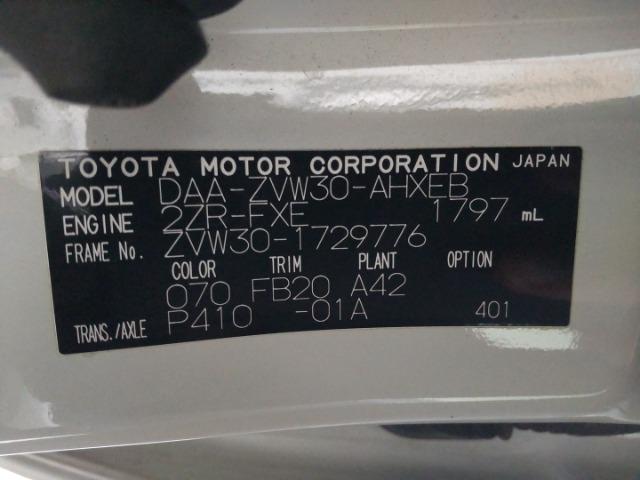 TOYOTA MOTOR CORPORATION JAPAN
MODEL DAA-ZVW30-AHXEB
ENGINE 2ZR-FXE 1797 mL
FRAME No. ZVW30-1729776
COLOR TRIM PLANT OPTION
070 FB20 A42
TRANS./AXLE P410 -01A 401